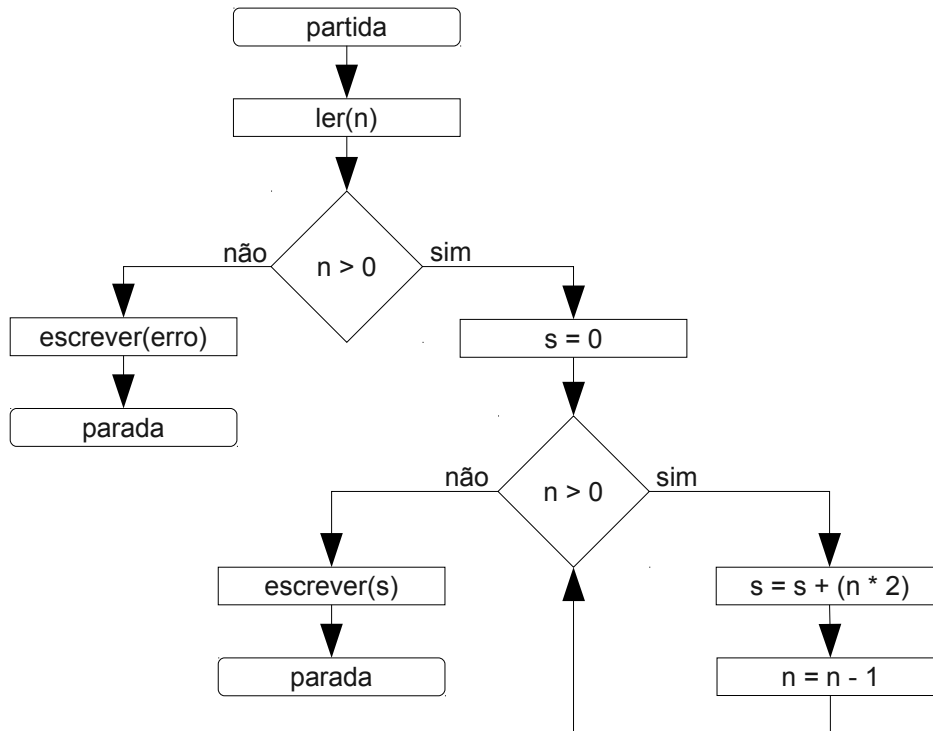 partida
ler(n)
não
n > 0
sim
escrever(erro)
s = 0
parada
não
n > 0
sim
escrever(s)
s = s + (n * 2)
parada
n = n - 1